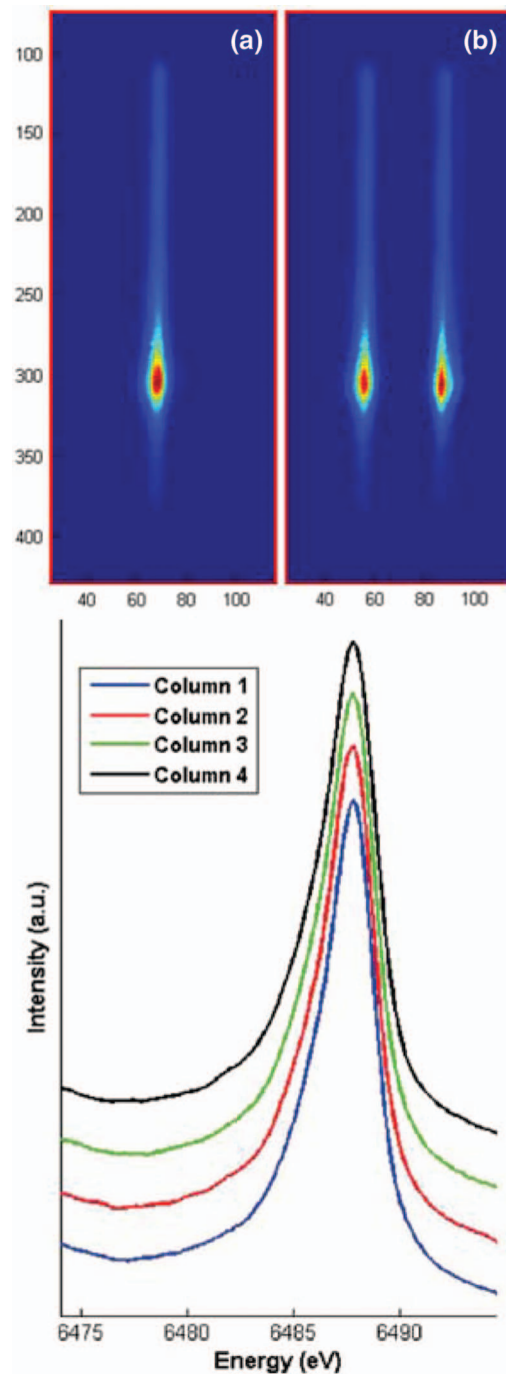 (a)
(b)
100
150
200
250
300
350
400
40 60 80 100
40 60 80 100
Column 1
Column 2
Column 3
Column 4
Intensity (a.u.)
6475 6480 6485 6490
Energy (eV)